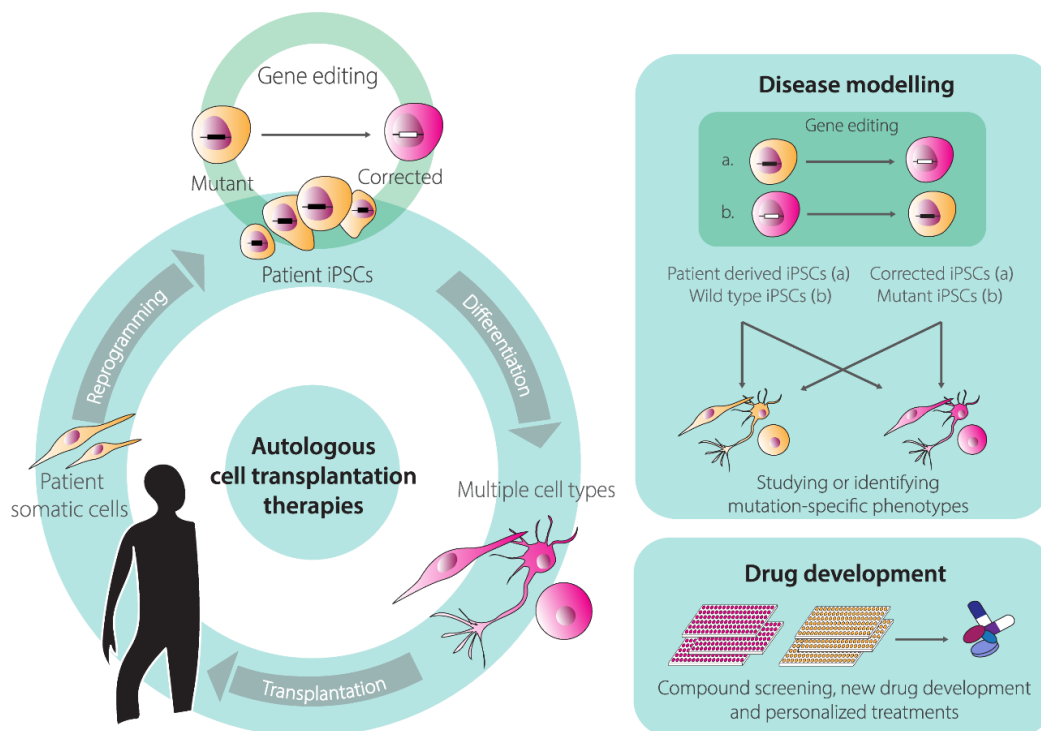 Gene editing
Mutant
Corrected
Patient iPSCs
Reprogramming
Differentiation
Patient
somatic cells
Autologous
cell transplantation
therapies
Multiple cell types
Transplantation
Disease modelling
Gene editing
a.
b.
Patient derived iPSCs (a)
Wild type iPSCs (b)
Corrected iPSCs (a)
Mutant iPSCs (b)
Studying or identifying
mutation-specific phenotypes
Drug development
Compound screening, new drug development
and personalized treatments